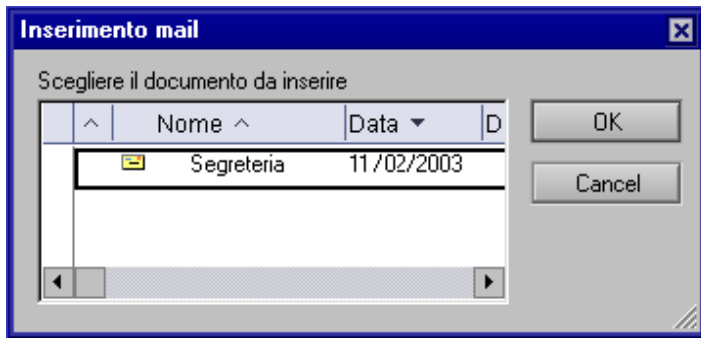 Inserimento mail
Scegliere il documento da inserire
Nome Data D
Segreteria 11/02/2003
OK
Cancel